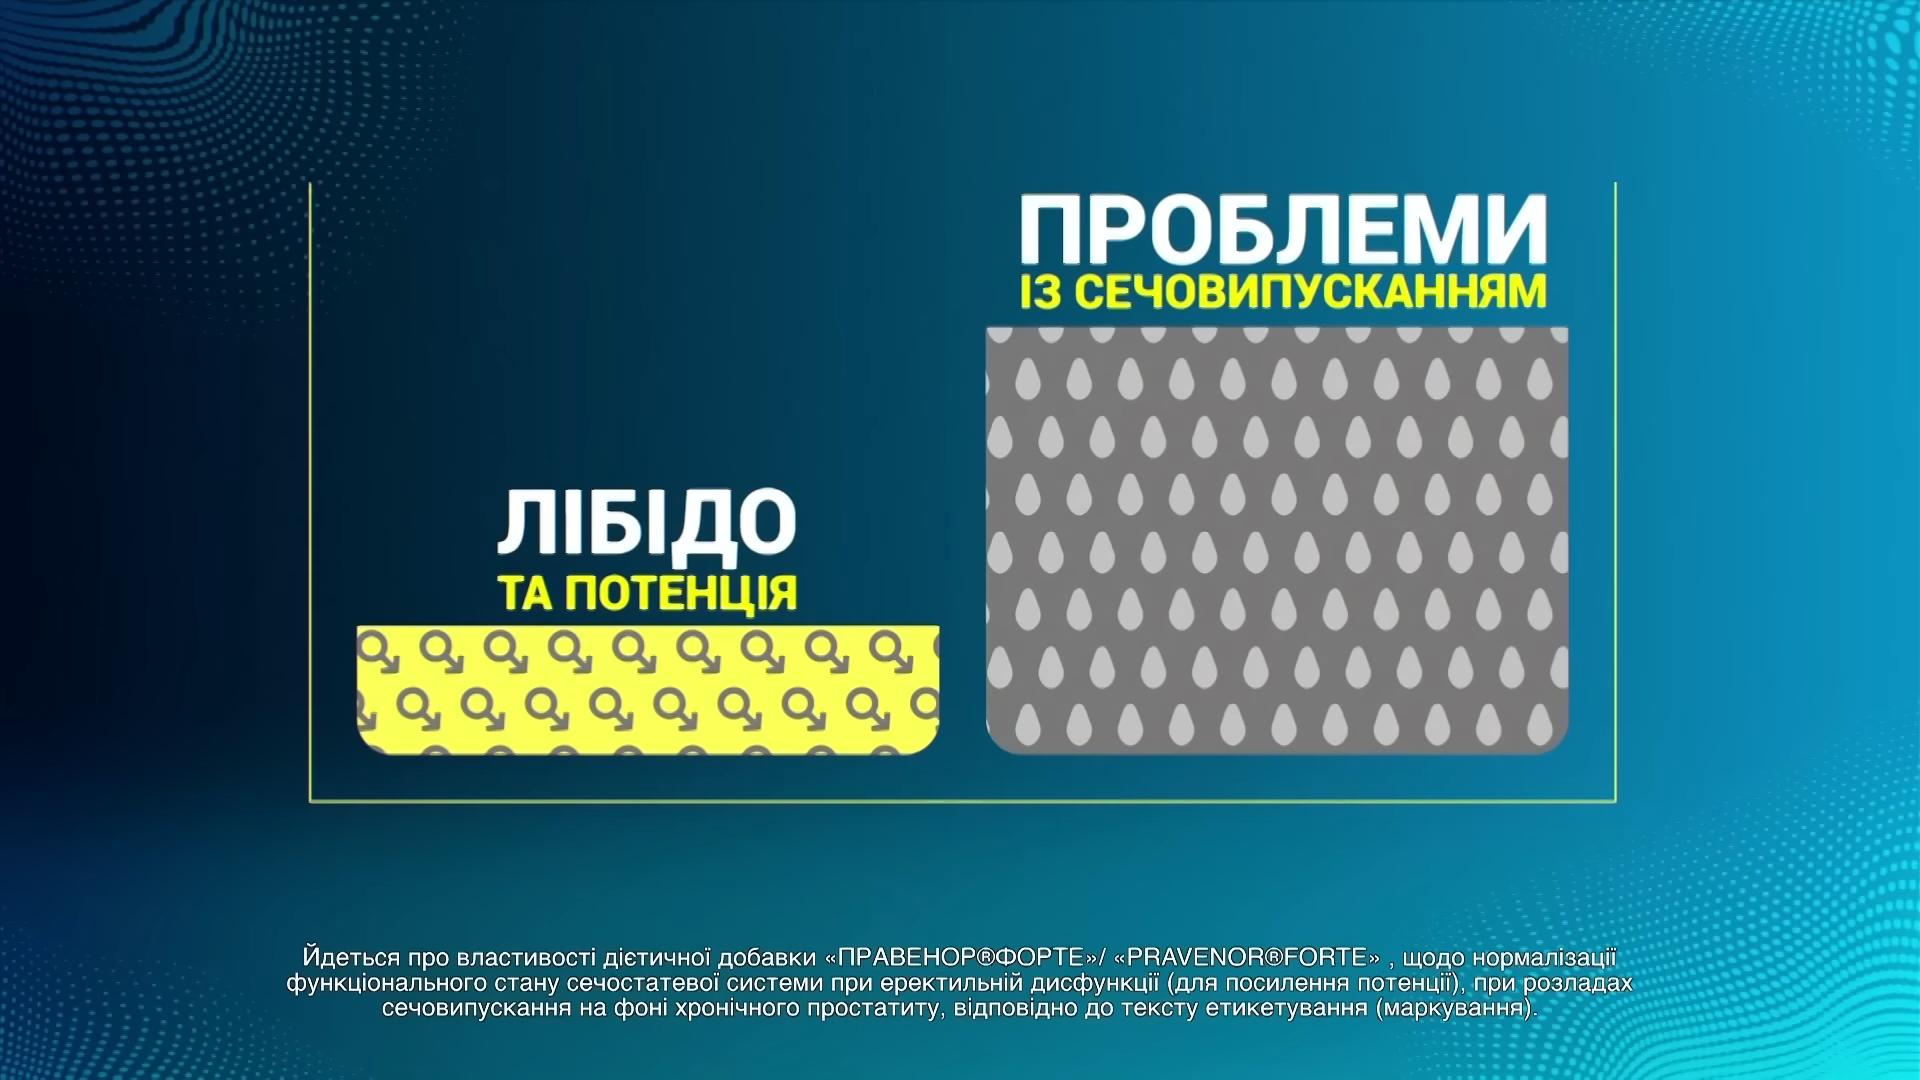 ПРОБЛЕМИ
ІЗ СЕЧОВИПУСКАННЯМ
ЛІБІДО
ТА ПОТЕНЦІЯ
Йдеться про властивості дієтичної добавки «ПРАВЕНОР®ФОРТЕ»/ «PRAVENOR®FORTE» , щодо нормалізації
функціонального стану сечостатевої системи при еректильній дисфункції (для посилення потенції), при розладах
сечовипускання на фоні хронічного простатиту, відповідно до тексту етикетування (маркування).